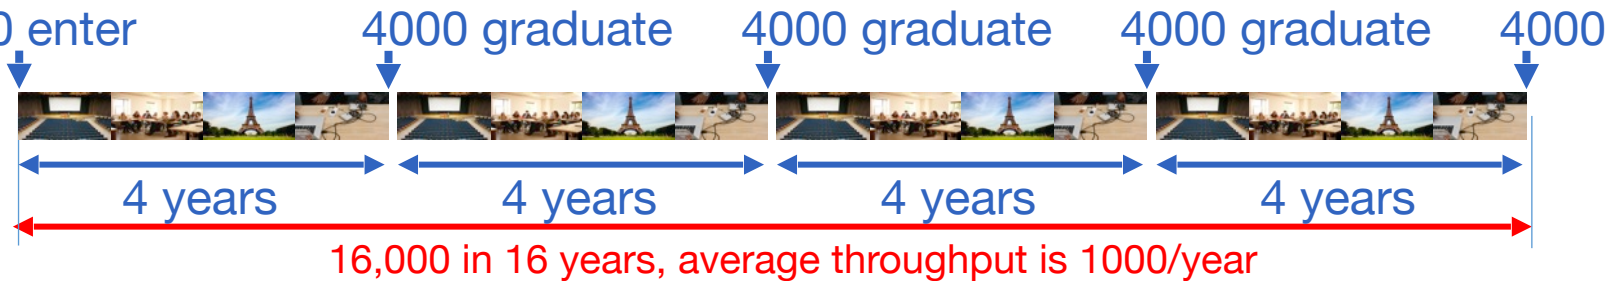 0 enter 4000 graduate 4000 graduate 4000 graduate 4000
4 years 4 years 4 years 4 years
16,000 in 16 years, average throughput is 1000/year